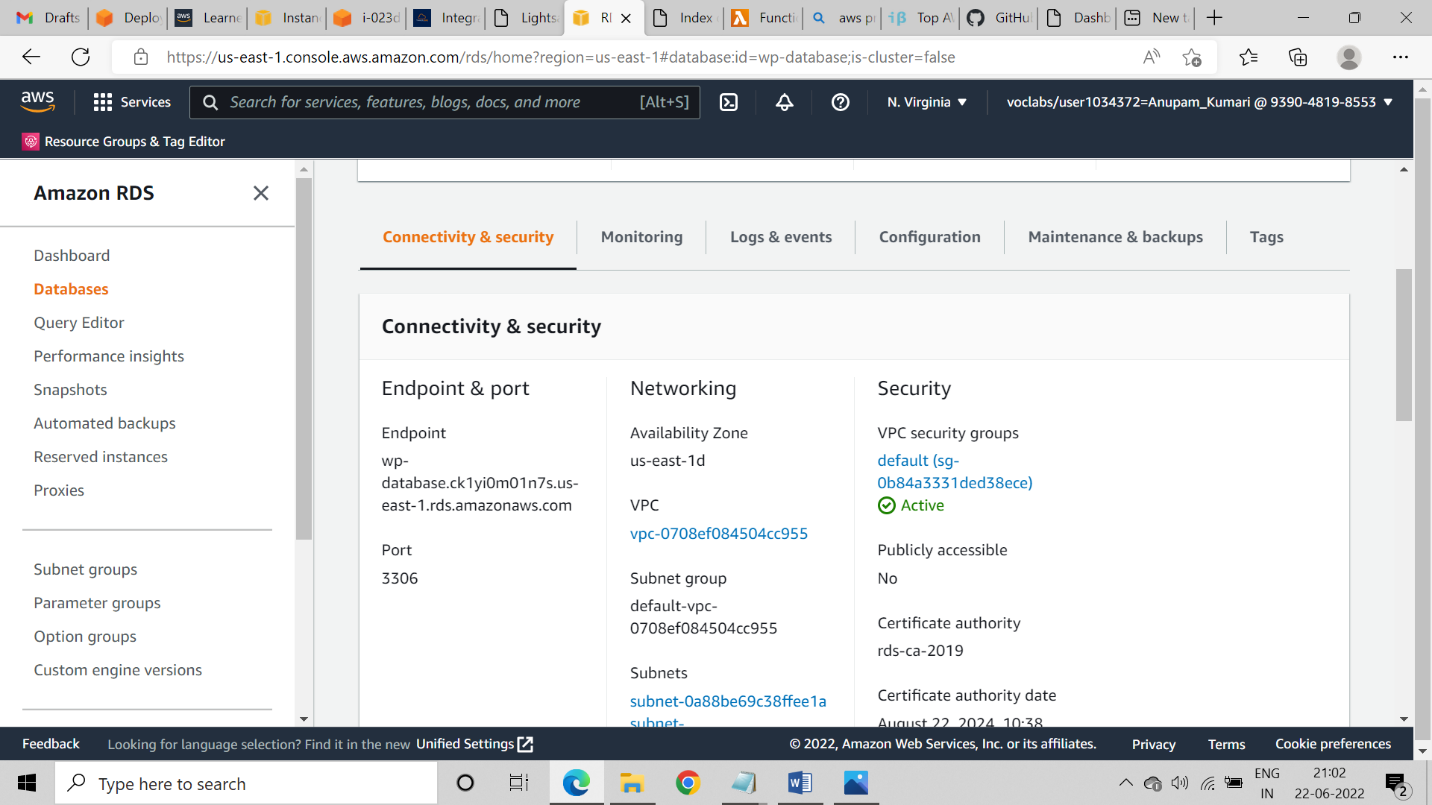 Drafts
Deploy
Learne
Instan
i-023d
Integra
Lights
Index
Functi
aws pr
Top A
GitHu
Dashb
New t
https://us-east-1.console.aws.amazon.com/rds/home?region=us-east-1#database:id=wp-database;is-cluster=false
aws
Services
Search for services, features, blogs, docs, and more
[Alt+S]
N. Virginia
voclabs/user1034372=Anupam_Kumari @ 9390-4819-8553
Resource Groups & Tag Editor
Amazon RDS
Dashboard
Databases
Query Editor
Performance insights
Snapshots
Automated backups
Reserved instances
Proxies
Subnet groups
Parameter groups
Option groups
Custom engine versions
Connectivity & security
Monitoring
Logs & events
Configuration
Maintenance & backups
Tags
Connectivity & security
Endpoint & port
Endpoint
wp-
database.ck1yi0m01n7s.us-
east-1.rds.amazonaws.com
Port
3306
Networking
Availability Zone
us-east-1d
VPC
vpc-0708ef084504cc955
Subnet group
default-vpc-
0708ef084504cc955
Subnets
subnet-0a88be69c38ffee1a
subnet-
Security
VPC security groups
default (sg-
0b84a3331ded38ece)
Active
Publicly accessible
No
Certificate authority
rds-ca-2019
Certificate authority date
August 22, 2024, 10:38
Feedback
Looking for language selection? Find it in the new Unified Settings
© 2022, Amazon Web Services, Inc. or its affiliates.
Privacy
Terms
Cookie preferences
Type here to search
ENG
IN
21:02
22-06-2022
2